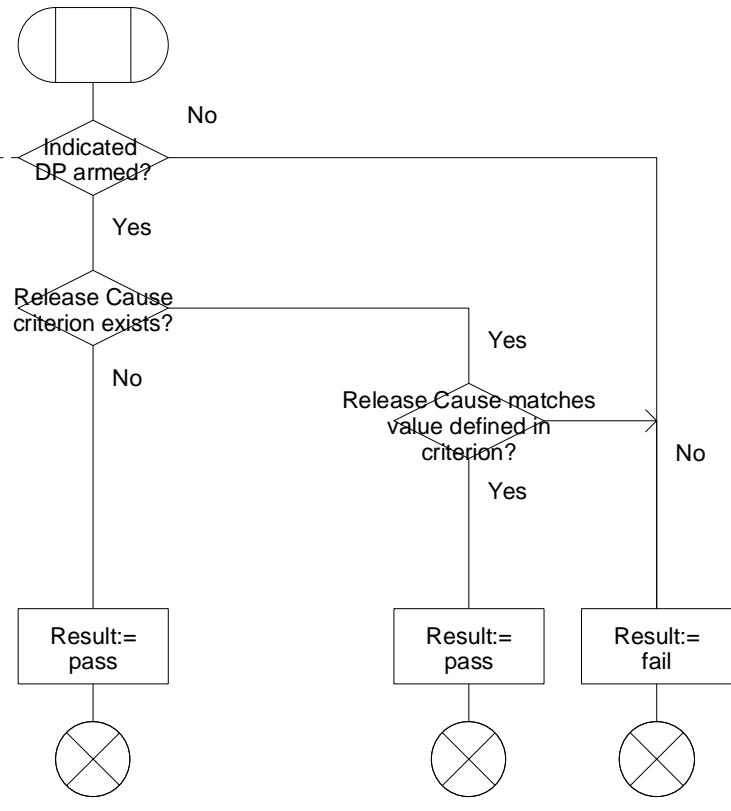 No
Indicated
DP armed?
Yes
Release Cause
criterion exists?
Yes
No
Release Cause matches
value defined in
criterion?
No
Yes
Result:=
pass
Result:=
pass
Result:=
fail